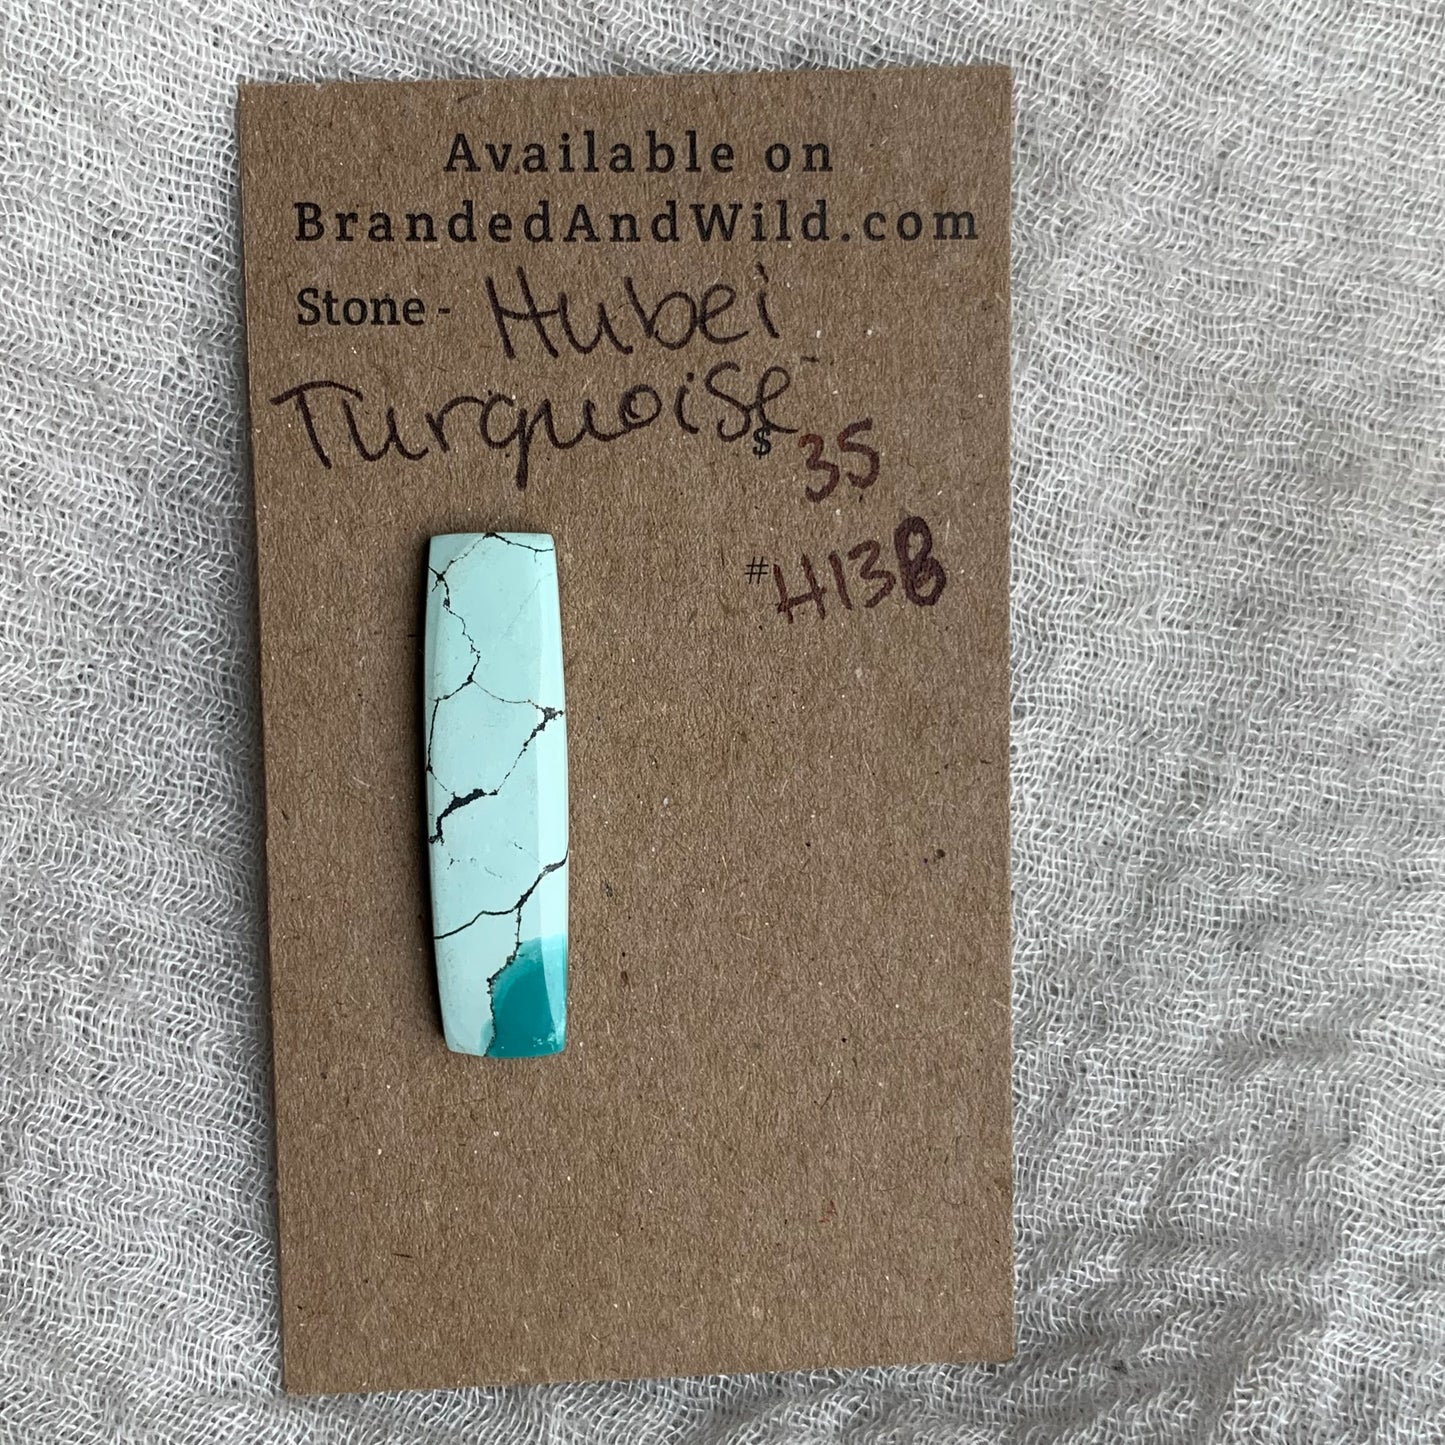 Available on
BrandedAndWild.com
Stone - Hubei
Turquoise
$ 35
# H138